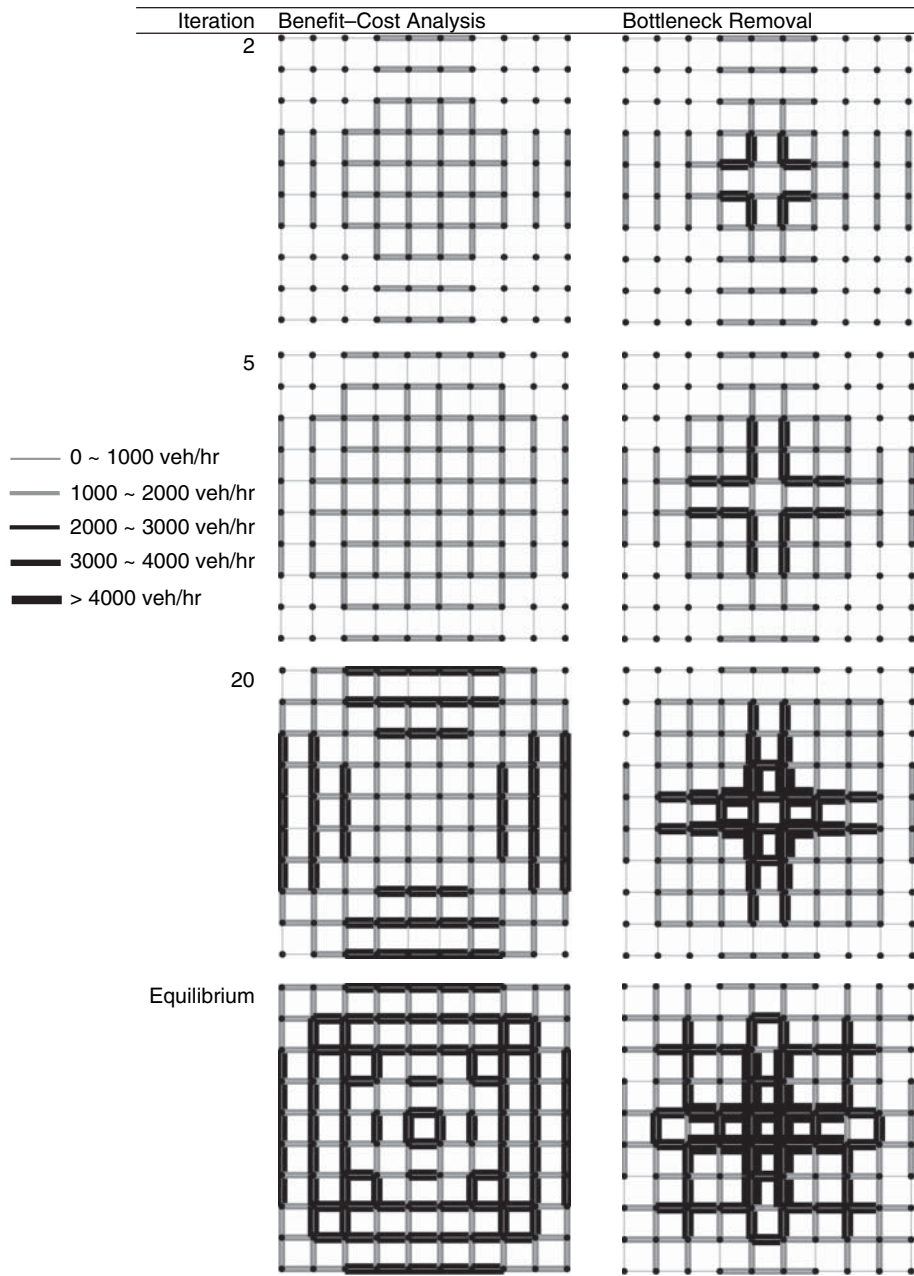 Iteration Benefit–Cost Analysis Bottleneck Removal
2
5
0 ~ 1000 veh/hr
1000 ~ 2000 veh/hr
2000 ~ 3000 veh/hr
3000 ~ 4000 veh/hr
> 4000 veh/hr
20
Equilibrium